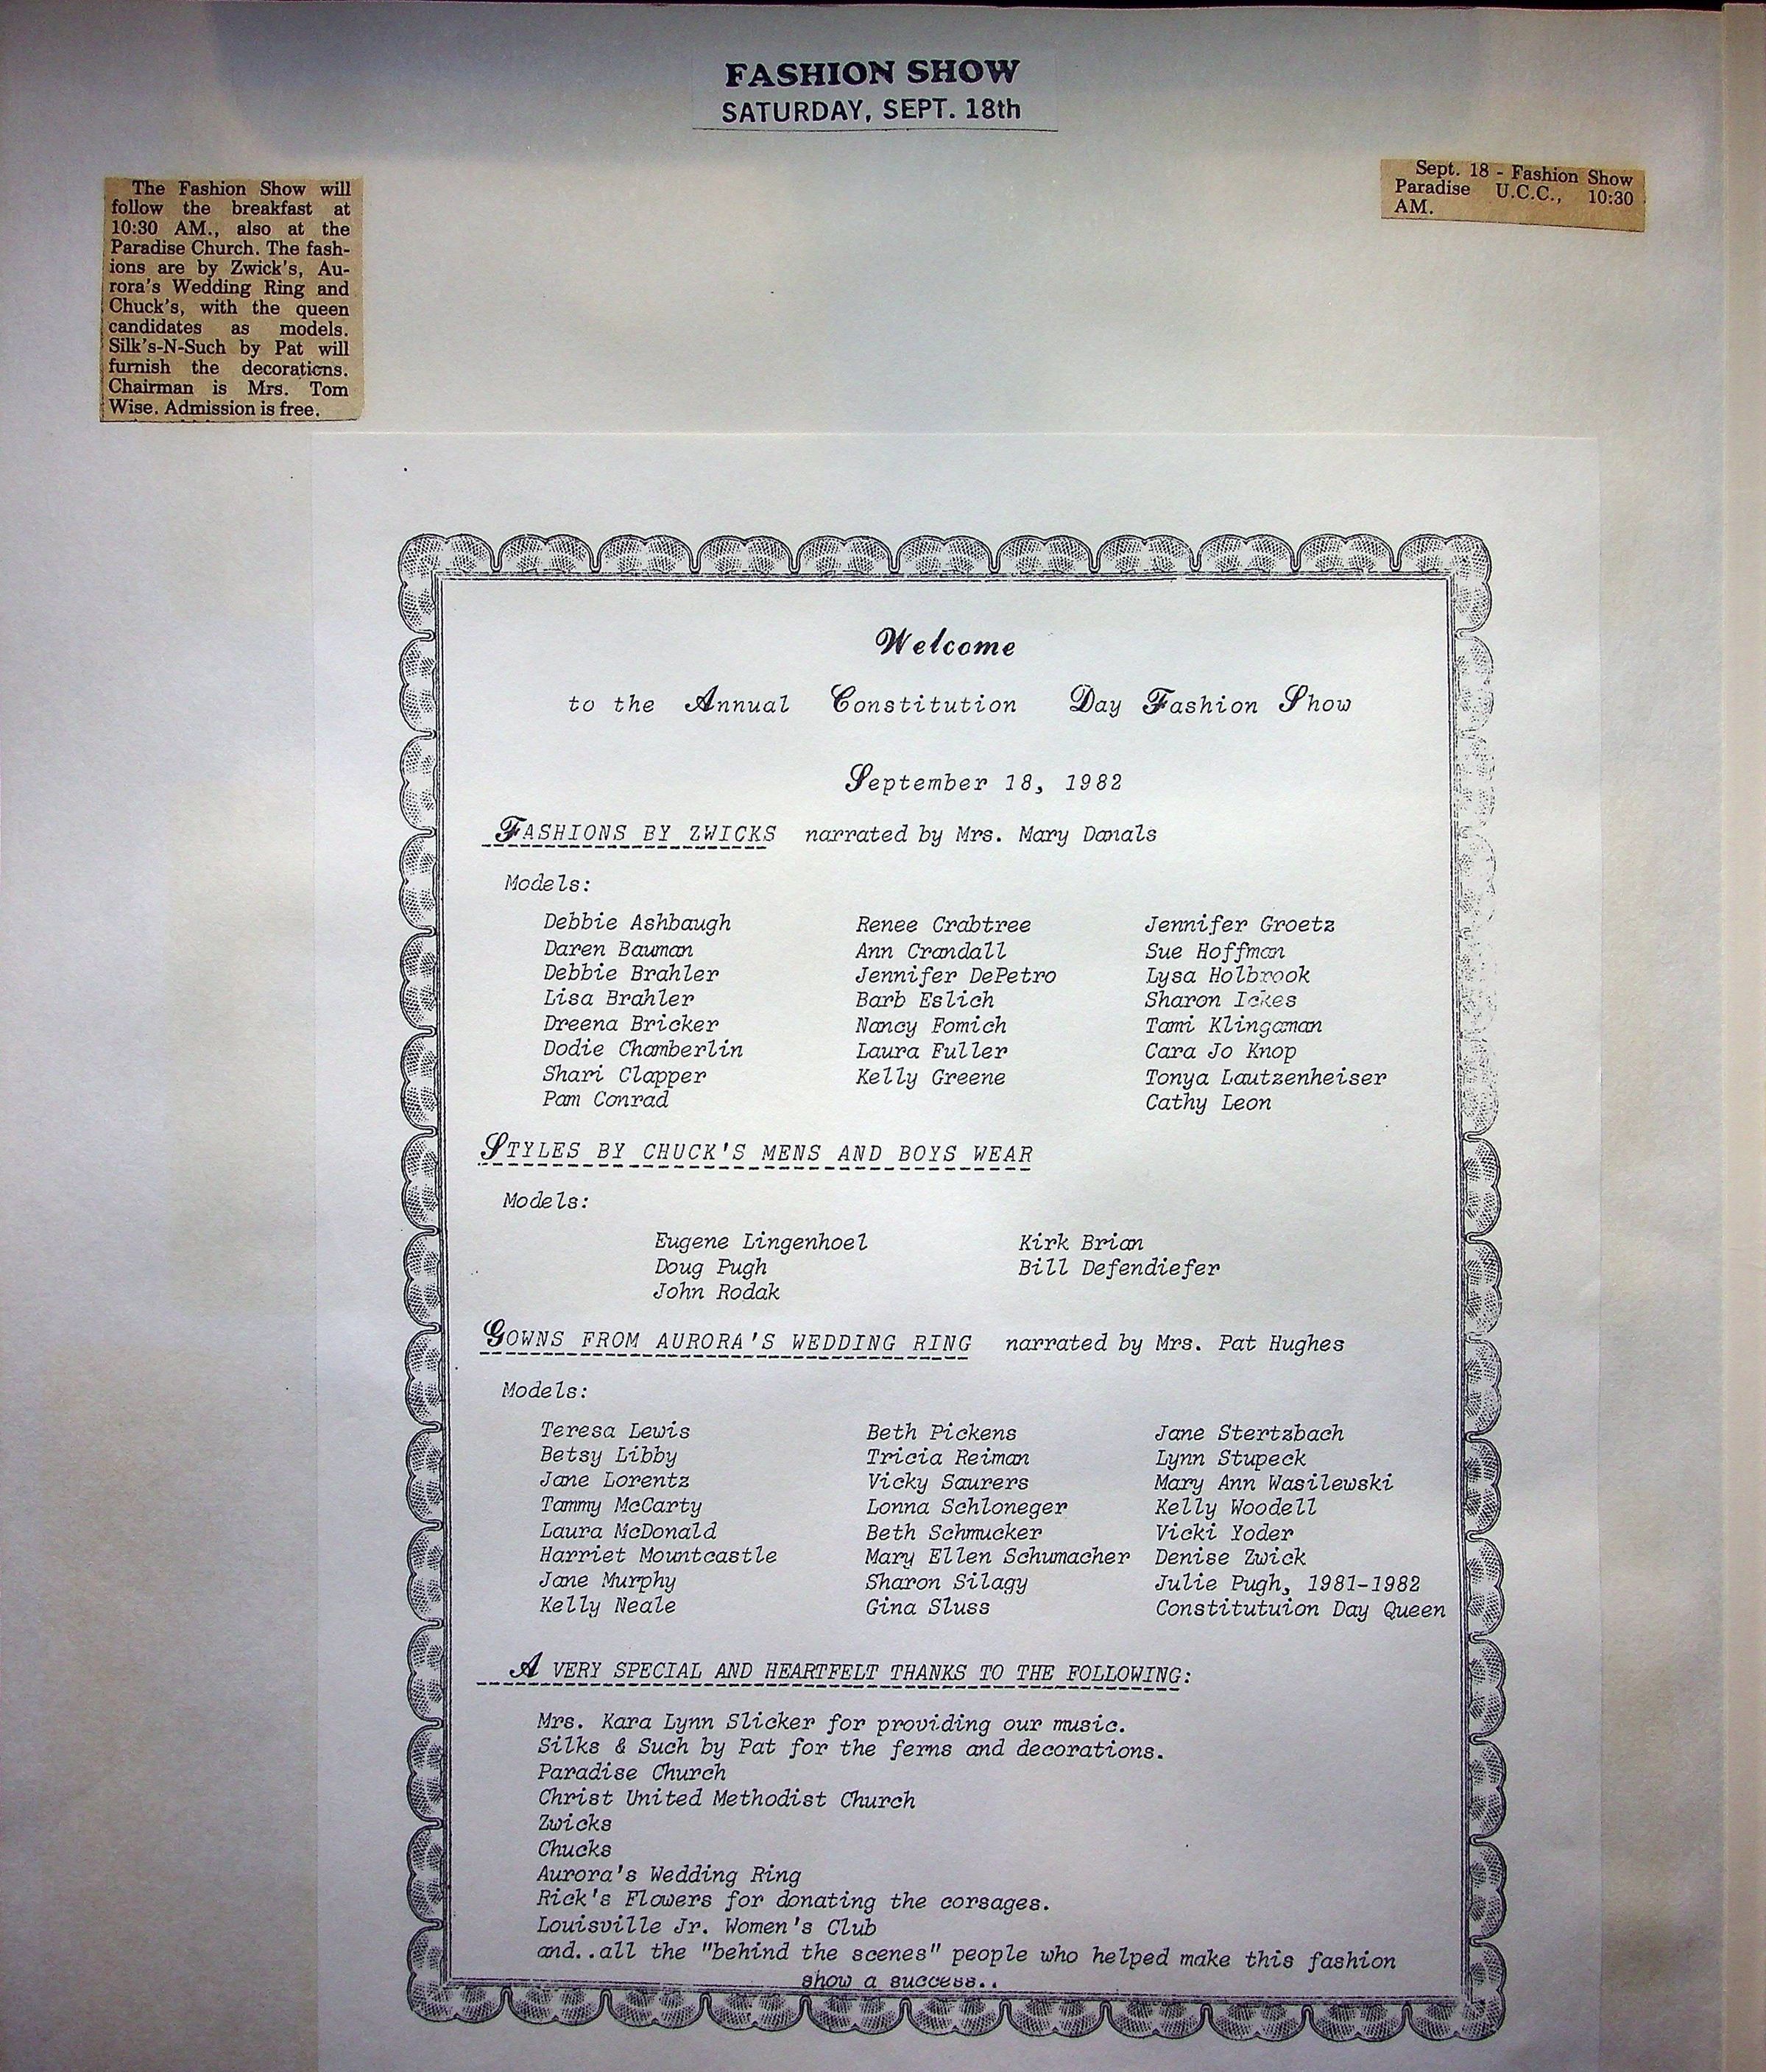 FASHION SHOW
SATURDAY, SEPT. 18th
The Fashion Show will
follow the breakfast at
10:30 AM., also at the
Paradise Church. The fash-
ions are by Zwick's, Au-
rora's Wedding Ring and
Chuck's, with the queen
candidates as models.
Silk's-N-Such by Pat will
furnish the decorations.
Chairman is Mrs. Tom
Wise. Admission is free.
Sept. 18 - Fashion Show
Paradise U.C.C., 10:30
AM.
Welcome
to the Annual Constitution Day Fashion Show
September 18, 1982
FASHIONS BY ZWICKS narrated by Mrs. Mary Danals
Models:
Debbie Ashbaugh Renee Crabtree Jennifer Groetz
Daren Bauman Ann Crandall Sue Hoffman
Debbie Brahler Jennifer DePetro Lysa Holbrook
Lisa Brahler Barb Eslich Sharon Ickes
Dreena Bricker Nancy Fomich Tami Klingaman
Dodie Chamberlin Laura Fuller Cara Jo Knop
Shari Clapper Kelly Greene Tonya Lautzenheiser
Pam Conrad Cathy Leon
STYLES BY CHUCK'S MENS AND BOYS WEAR
Models:
Eugene Lingenhoel Kirk Brian
Doug Pugh Bill Defendiefer
John Rodak
GOWNS FROM AURORA'S WEDDING RING narrated by Mrs. Pat Hughes
Models:
Teresa Lewis Beth Pickens Jane Stertzbach
Betsy Libby Tricia Reiman Lynn Stupeck
Jane Lorentz Vicky Saurers Mary Ann Wasilewski
Tammy McCarty Lonna Schloneger Kelly Woodell
Laura McDonald Beth Schmucker Vicki Yoder
Harriet Mountcastle Mary Ellen Schumacher Denise Zwick
Jane Murphy Sharon Silagy Julie Pugh, 1981-1982
Kelly Neale Gina Sluss Constitutuion Day Queen
A VERY SPECIAL AND HEARTFELT THANKS TO THE FOLLOWING:
Mrs. Kara Lynn Slicker for providing our music.
Silks & Such by Pat for the ferns and decorations.
Paradise Church
Christ United Methodist Church
Zwicks
Chucks
Aurora's Wedding Ring
Rick's Flowers for donating the corsages.
Louisville Jr. Women's Club
and..all the "behind the scenes" people who helped make this fashion
show a success..